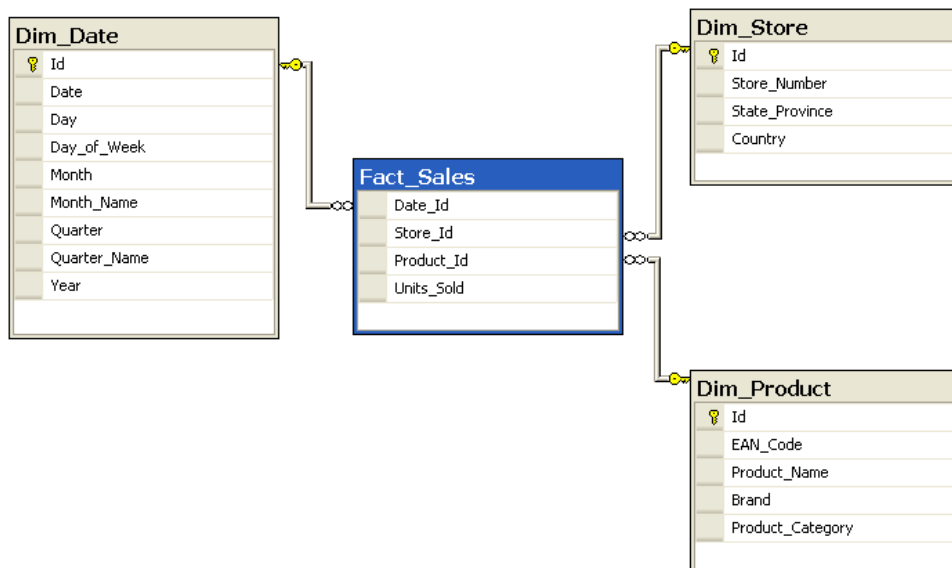 Dim_Date
Id
Date
Day
Day_of_Week
Month
Month_Name
Quarter
Quarter_Name
Year
Fact_Sales
Date_Id
Store_Id
Product_Id
Units_Sold
Dim_Store
Id
Store_Number
State_Province
Country
Dim_Product
Id
EAN_Code
Product_Name
Brand
Product_Category